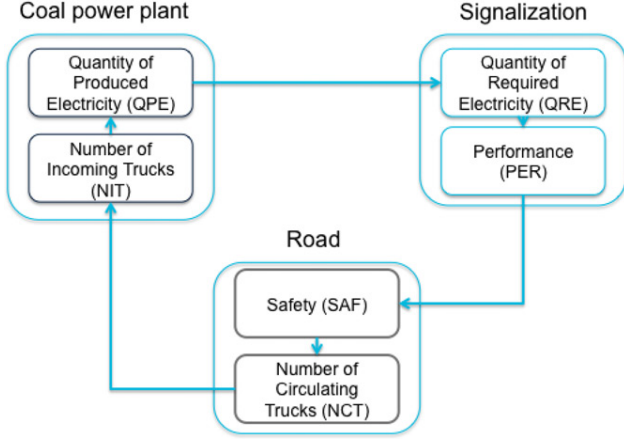 Coal power plant
Signalization
Quantity of
Produced
Electricity (QPE)
Number of
Incoming Trucks
(NIT)
Quantity of
Required
Electricity (QRE)
Performance
(PER)
Road
Safety (SAF)
Number of
Circulating
Trucks (NCT)